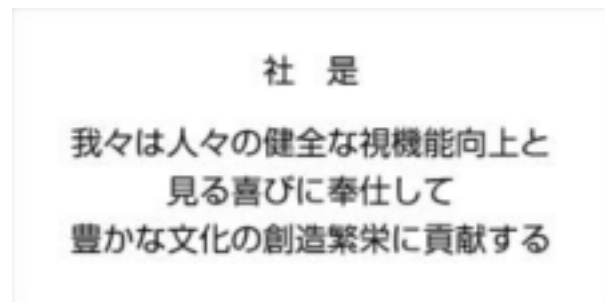 社　是
我々は人々の健全な視機能向上と
見る喜びに奉仕して
豊かな文化の創造繁栄に貢献する